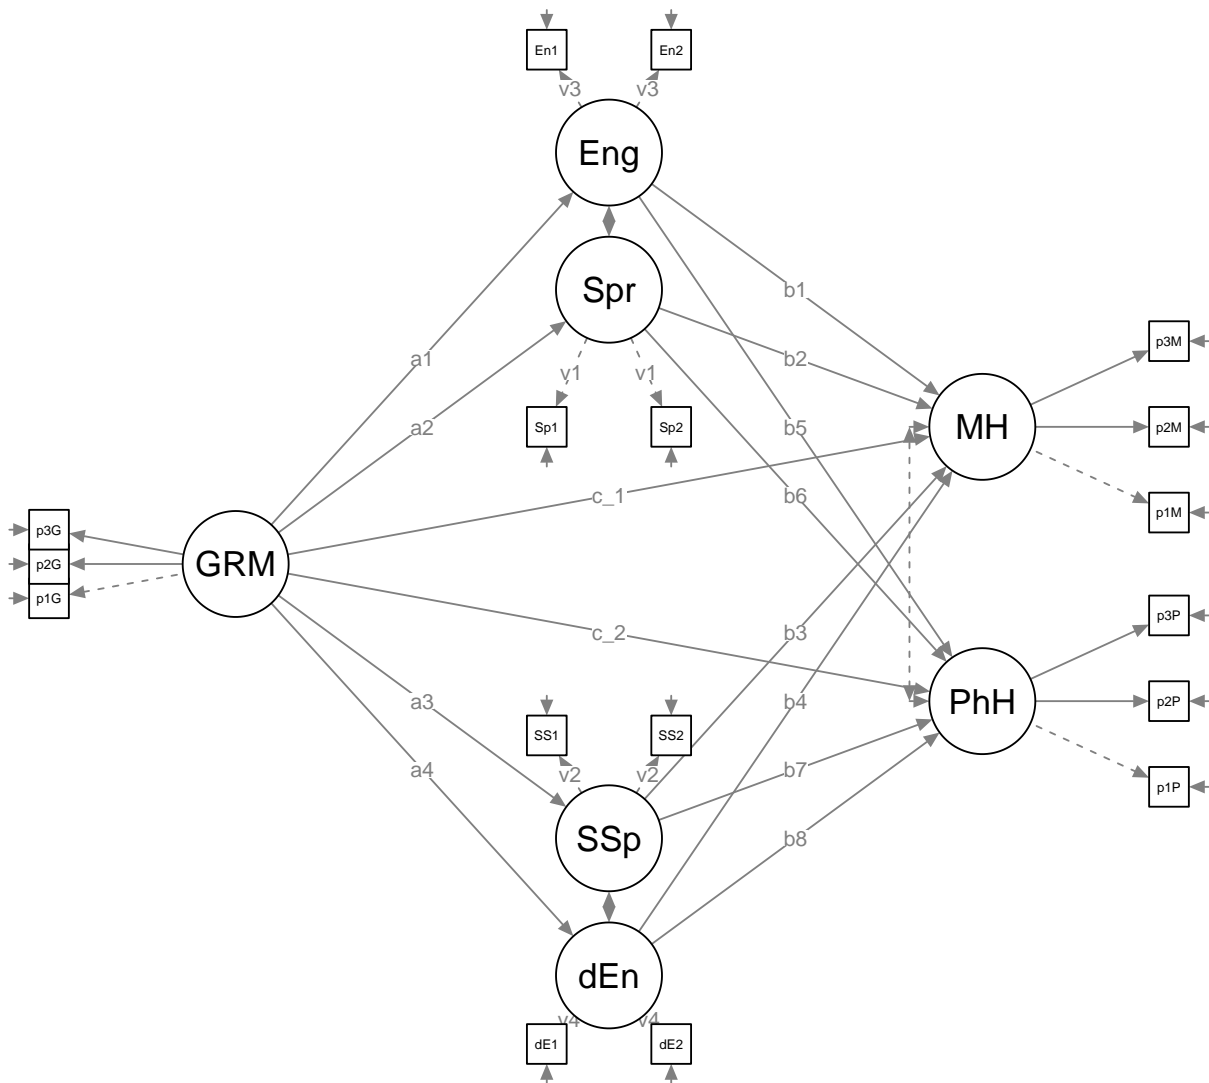 En1 En2
v3 v3
Eng
Spr
b1
p3M
a1 v1 v1 b2
a2 Sp1 Sp2 b5 MH p2M
c_1 b6
p1M
p3G
p2G GRM
p1G
p3P
c_2 b3
a3 b4 PhH p2P
SS1 SS2
a4 v2 v2 b7
p1P
SSp b8
dEn
v4 v4
dE1 dE2